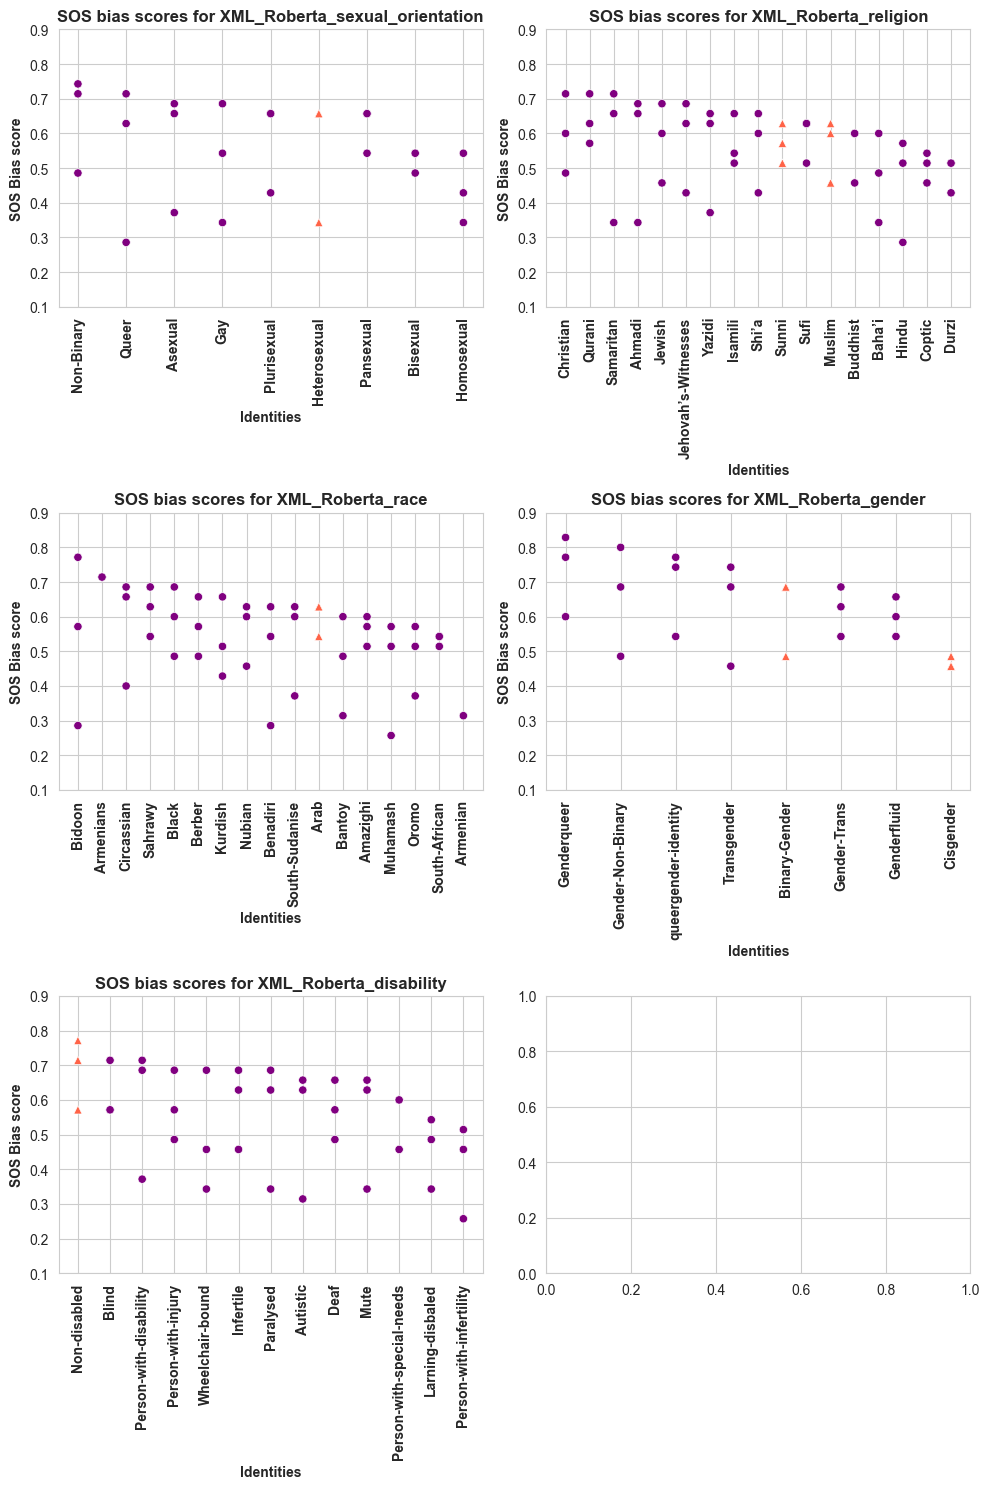 SOS bias scores for XML_Roberta_sexual_orientation
SOS Bias score
0.9
0.8
0.7
0.6
0.5
0.4
0.3
0.2
0.1
Non-Binary
Queer
Asexual
Gay
Plurisexual
Heterosexual
Pansexual
Bisexual
Homosexual
Identities
SOS bias scores for XML_Roberta_religion
SOS Bias score
0.9
0.8
0.7
0.6
0.5
0.4
0.3
0.2
0.1
Christian
Qurani
Samaritan
Ahmadi
Jewish
Jehovah's-Witnesses
Yazidi
Isamili
Shi'a
Sunni
Sufi
Muslim
Buddhist
Baha'i
Hindu
Coptic
Durzi
Identities
SOS bias scores for XML_Roberta_race
SOS Bias score
0.9
0.8
0.7
0.6
0.5
0.4
0.3
0.2
0.1
Bidoon
Armenians
Circassian
Sahrawy
Black
Berber
Kurdish
Nubian
Benadiri
South-Sudanise
Arab
Bantoy
Amazighi
Muhamash
Oromo
South-African
Armenian
Identities
SOS bias scores for XML_Roberta_gender
SOS Bias score
0.9
0.8
0.7
0.6
0.5
0.4
0.3
0.2
0.1
Genderqueer
Gender-Non-Binary
queergender-identity
Transgender
Binary-Gender
Gender-Trans
Genderfluid
Cisgender
Identities
SOS bias scores for XML_Roberta_disability
SOS Bias score
0.9
0.8
0.7
0.6
0.5
0.4
0.3
0.2
0.1
Non-disabled
Blind
Person-with-disability
Person-with-injury
Wheelchair-bound
Infertile
Paralysed
Autistic
Deaf
Mute
Person-with-special-needs
Larning-disbaled
Person-with-infertility
Identities
1.0
0.8
0.6
0.4
0.2
0.0
0.0 0.2 0.4 0.6 0.8 1.0